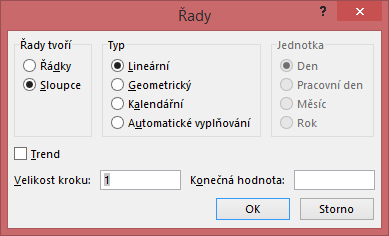 Řady
?
Řady tvoří
Řádky
Sloupce
Typ
Lineární
Geometrický
Kalendářní
Automatické vyplňování
Jednotka
Den
Pracovní den
Měsíc
Rok
Trend
Velikost kroku: 1
Konečná hodnota:
OK
Storno